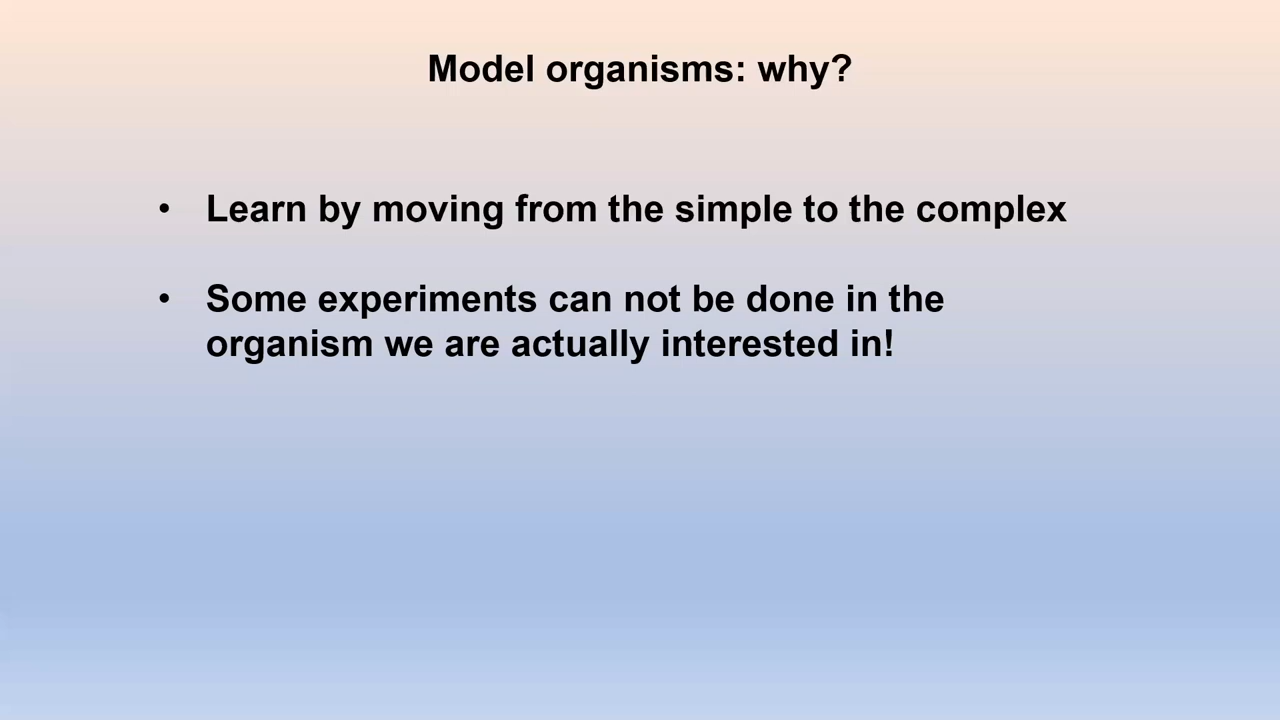 Model organisms: why?
• Learn by moving from the simple to the complex
• Some experiments can not be done in the
organism we are actually interested in!